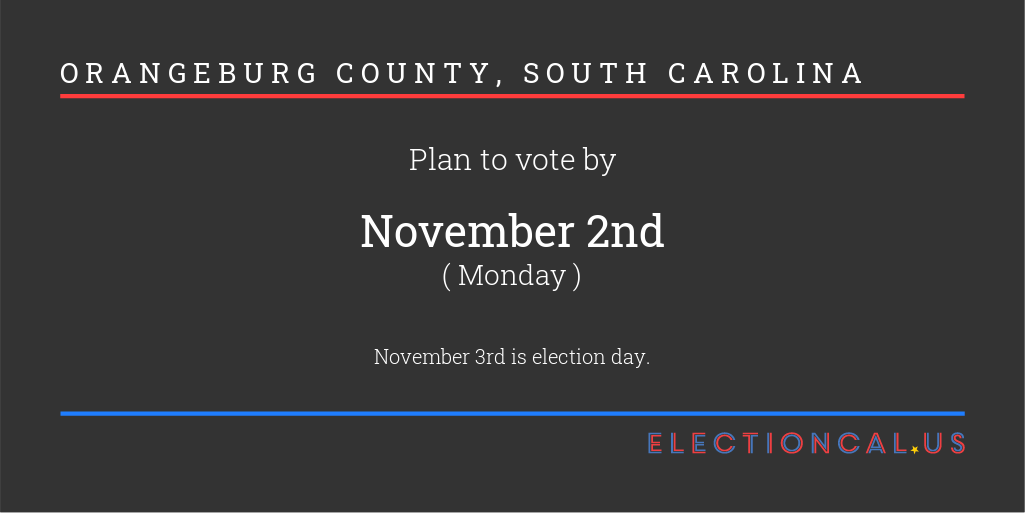 ORANGEBURG COUNTY, SOUTH CAROLINA
Plan to vote by
November 2nd
( Monday )
November 3rd is election day.
ELECTIONCAL.US